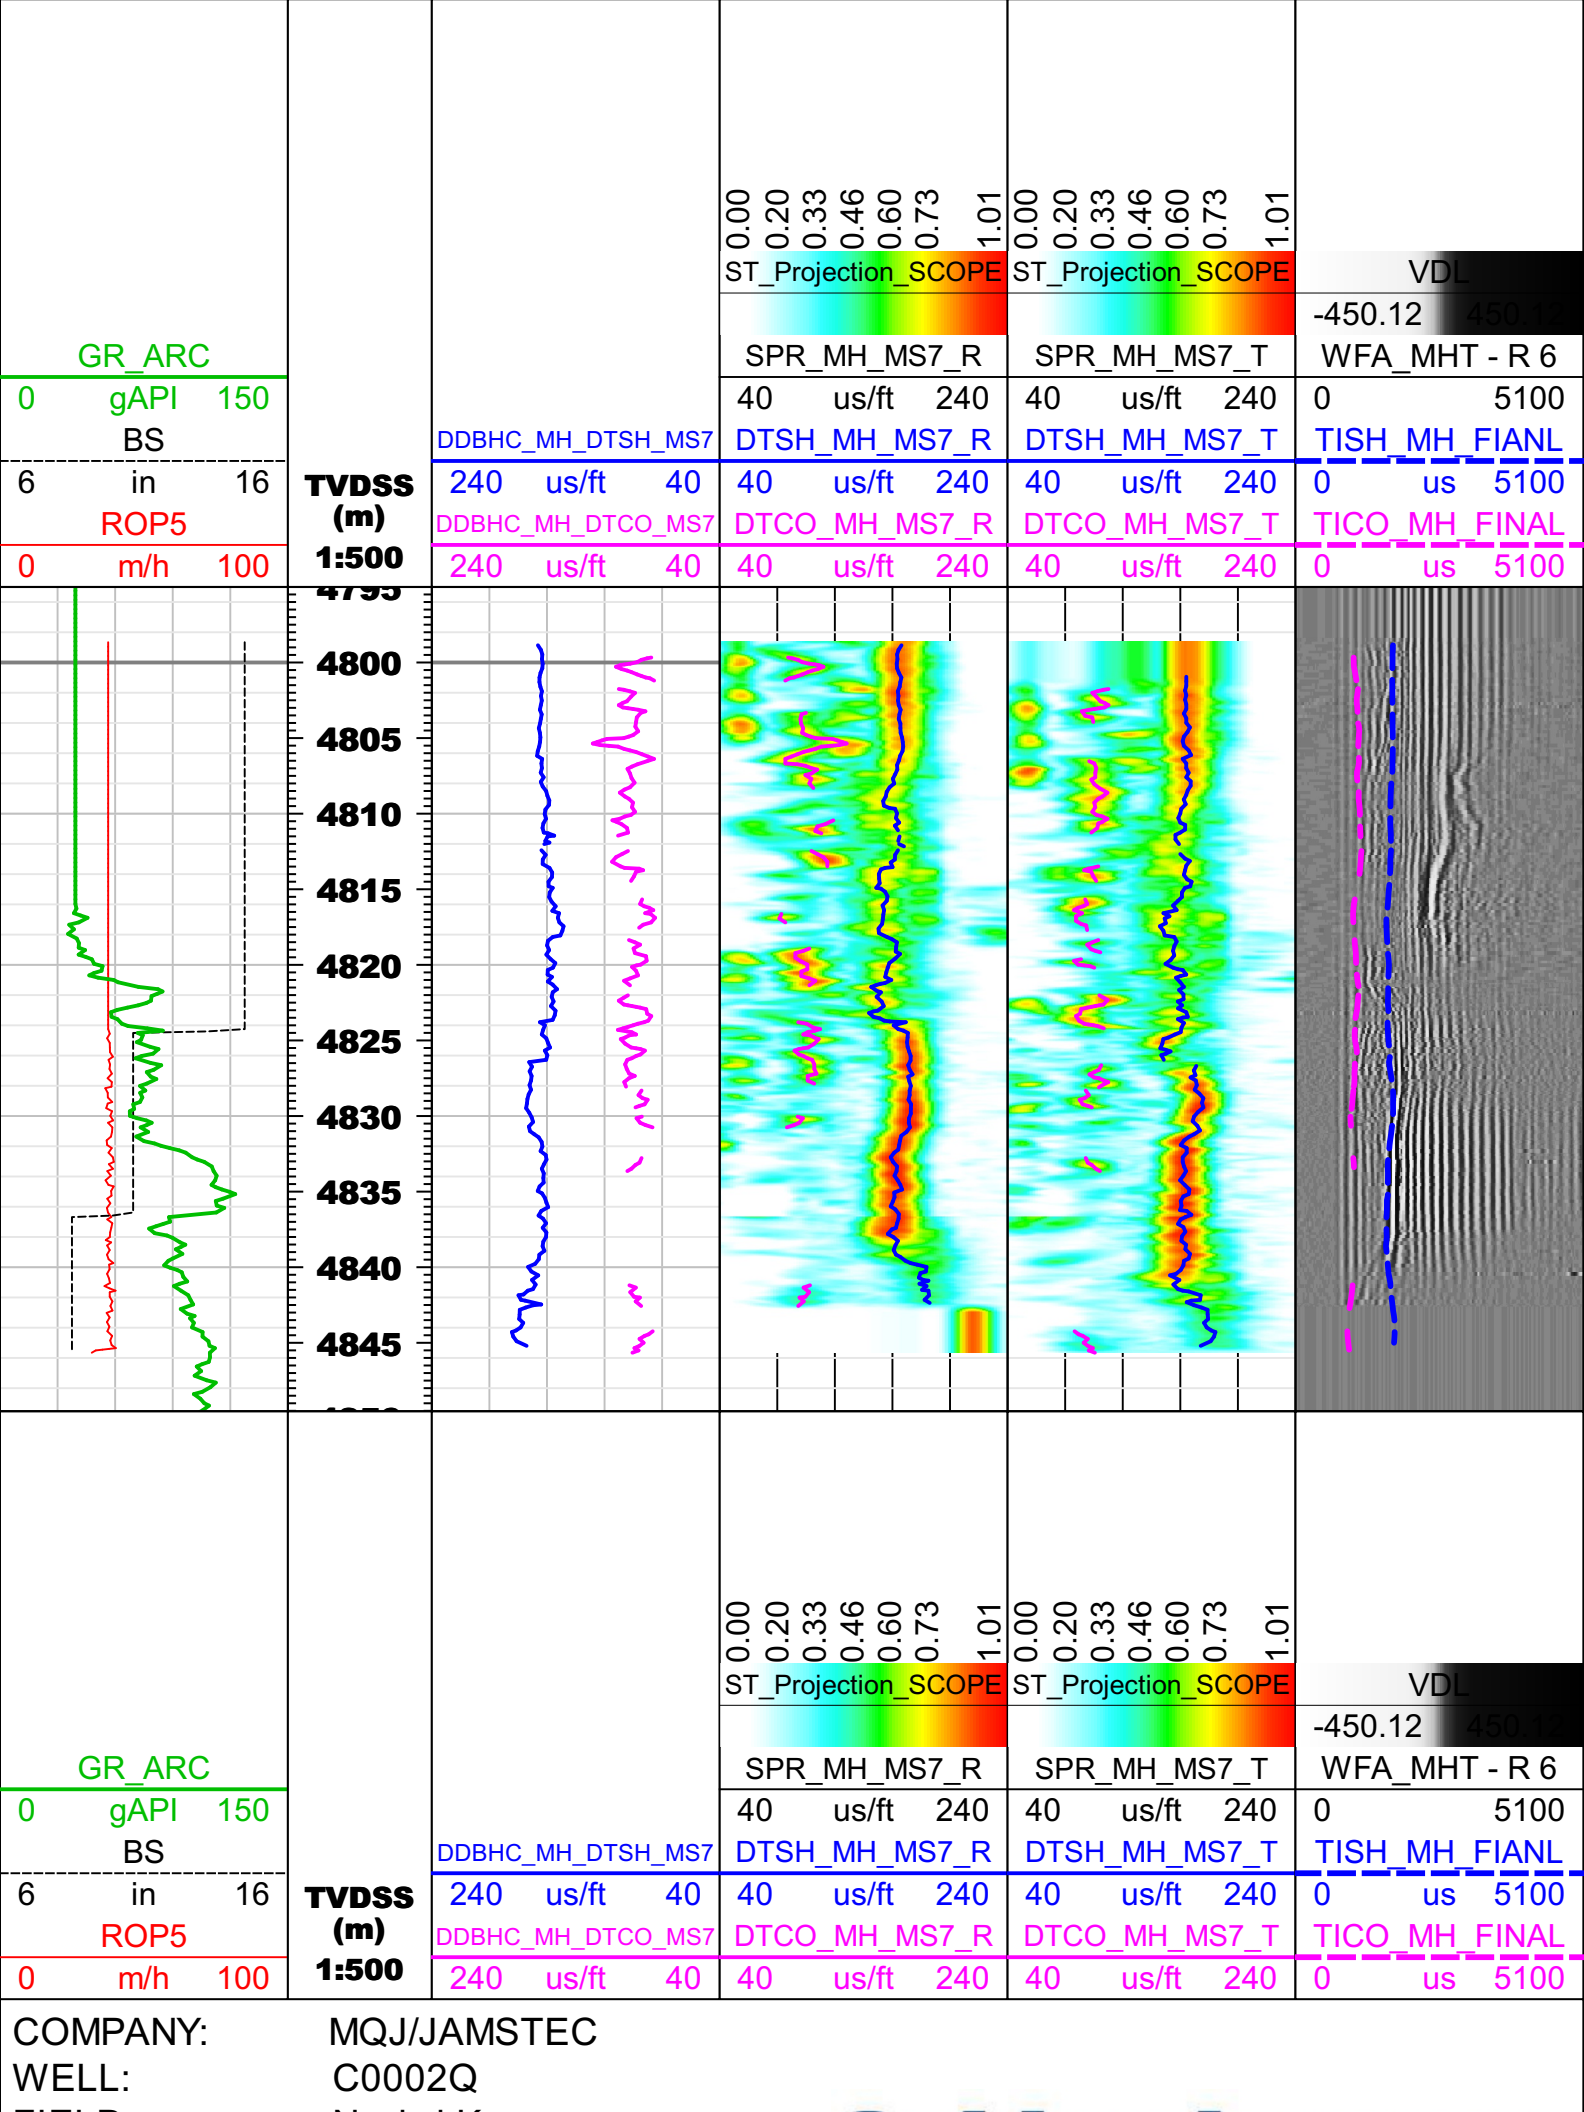 0.00 0.20 0.33 0.46 0.60 0.73 1.01
0.00 0.20 0.33 0.46 0.60 0.73 1.01
ST_Projection_SCOPE ST_Projection_SCOPE VDL
-450.12 450.12
GR_ARC SPR_MH_MS7_R SPR_MH_MS7_T WFA_MHT - R 6
0 gAPI 150 40 us/ft 240 40 us/ft 240 0 5100
BS DDBHC_MH_DTSH_MS7 DTSH_MH_MS7_R DTSH_MH_MS7_T TISH_MH_FIANL
6 in 16 TVDSS 240 us/ft 40 40 us/ft 240 40 us/ft 240 0 us 5100
ROP5 (m) DDBHC_MH_DTCO_MS7 DTCO_MH_MS7_R DTCO_MH_MS7_T TICO_MH_FINAL
0 m/h 100 1:500 240 us/ft 40 40 us/ft 240 40 us/ft 240 0 us 5100
4795
4800
4805
4810
4815
4820
4825
4830
4835
4840
4845
0.00 0.20 0.33 0.46 0.60 0.73 1.01
0.00 0.20 0.33 0.46 0.60 0.73 1.01
ST_Projection_SCOPE ST_Projection_SCOPE VDL
-450.12 450.12
GR_ARC SPR_MH_MS7_R SPR_MH_MS7_T WFA_MHT - R 6
0 gAPI 150 40 us/ft 240 40 us/ft 240 0 5100
BS DDBHC_MH_DTSH_MS7 DTSH_MH_MS7_R DTSH_MH_MS7_T TISH_MH_FIANL
6 in 16 TVDSS 240 us/ft 40 40 us/ft 240 40 us/ft 240 0 us 5100
ROP5 (m) DDBHC_MH_DTCO_MS7 DTCO_MH_MS7_R DTCO_MH_MS7_T TICO_MH_FINAL
0 m/h 100 1:500 240 us/ft 40 40 us/ft 240 40 us/ft 240 0 us 5100
COMPANY: MQJ/JAMSTEC
WELL: C0002Q